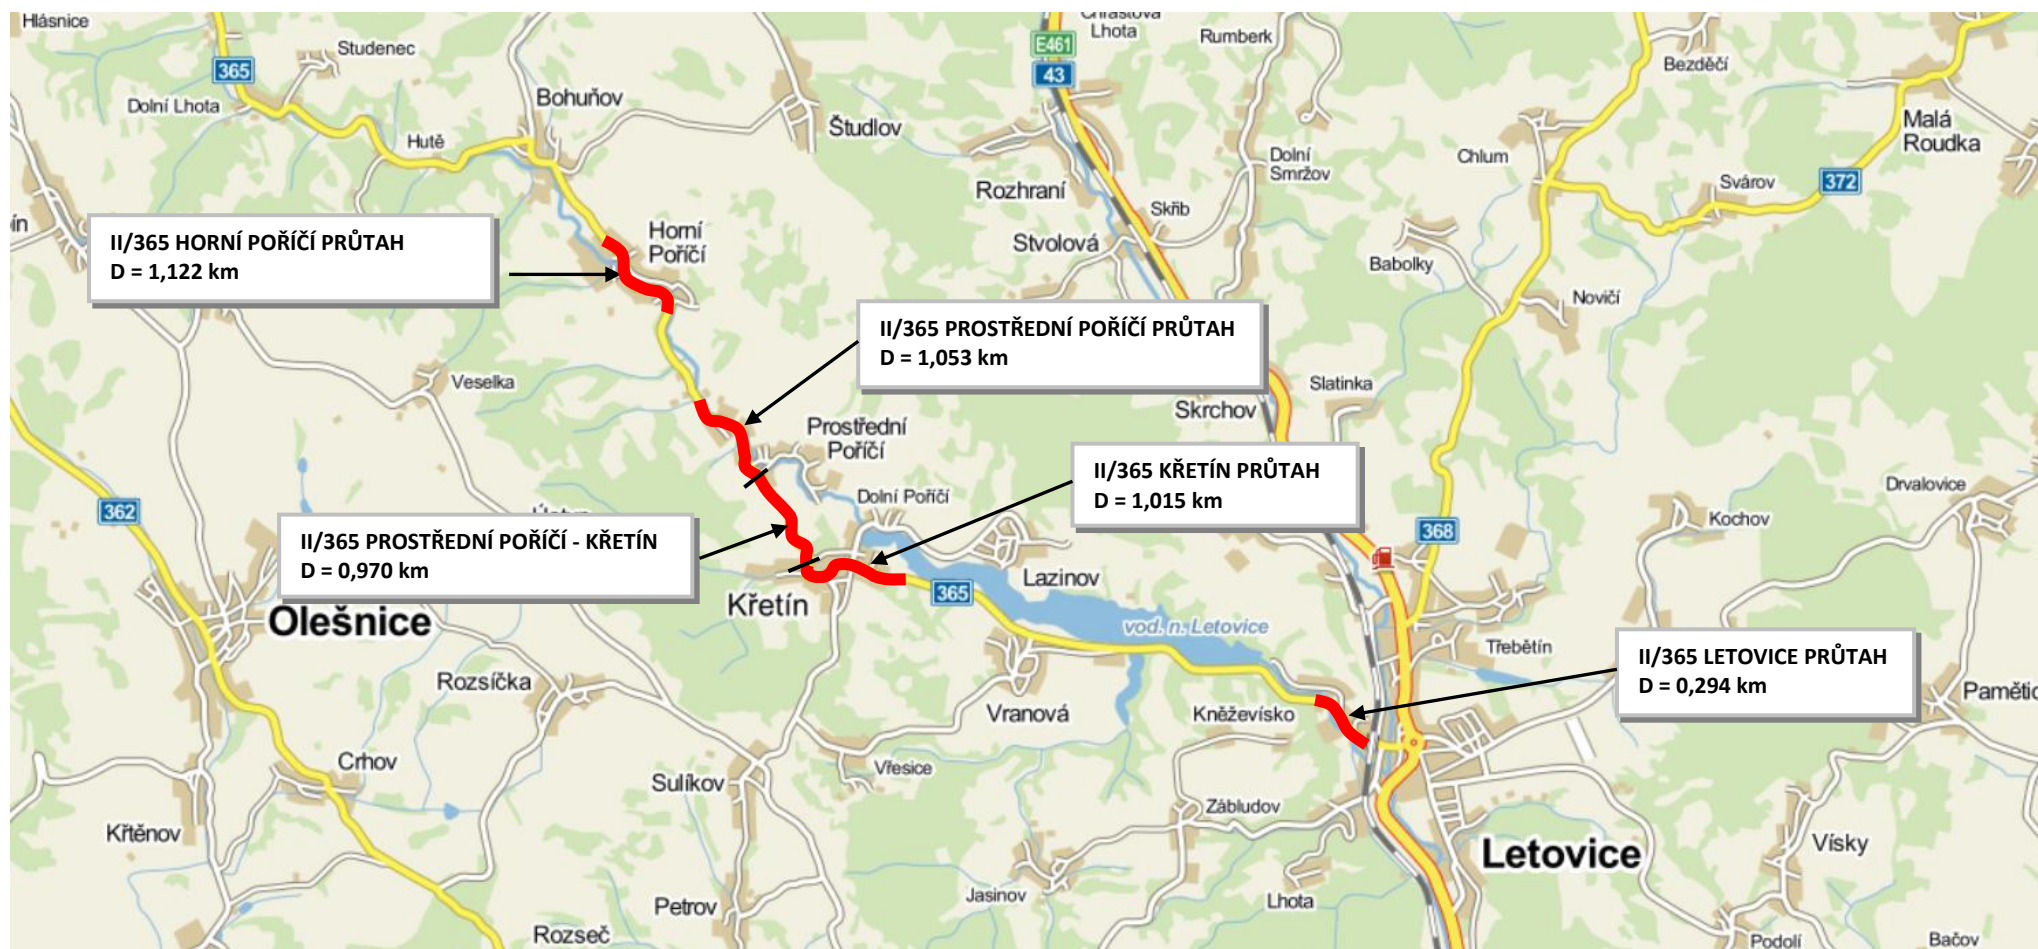 Hlásnice
Studenec
365
Dolní Lhota
Hutě
Bohuňov
Študlov
Chrastová
Lhota
Rumberk
E461
43
Bezděčí
Malá
Roudka
Chlum
Dolní
Smržov
Rozhraní
Skřib
Svárov
372
Stvolová
Babolky
Novičí
II/365 HORNÍ POŘÍČÍ PRŮTAH
D = 1,122 km
Horní
Poříčí
II/365 PROSTŘEDNÍ POŘÍČÍ PRŮTAH
D = 1,053 km
Veselka
Slatinka
Skrchov
Prostřední
Poříčí
II/365 KŘETÍN PRŮTAH
D = 1,015 km
Dolní Poříčí
362
Drvalovice
Kochov
368
II/365 PROSTŘEDNÍ POŘÍČÍ - KŘETÍN
D = 0,970 km
Lazinov
Křetín
365
Olešnice
vod. n. Letovice
Třebětín
II/365 LETOVICE PRŮTAH
D = 0,294 km
Rozsíčka
Vranová
Kněževísko
Pamětic
Crhov
Sulíkov
Vřesice
Zábludov
Křtěnov
Letovice
Vísky
Jasinov
Lhota
Petrov
Rozseč
Podolí
Bačov